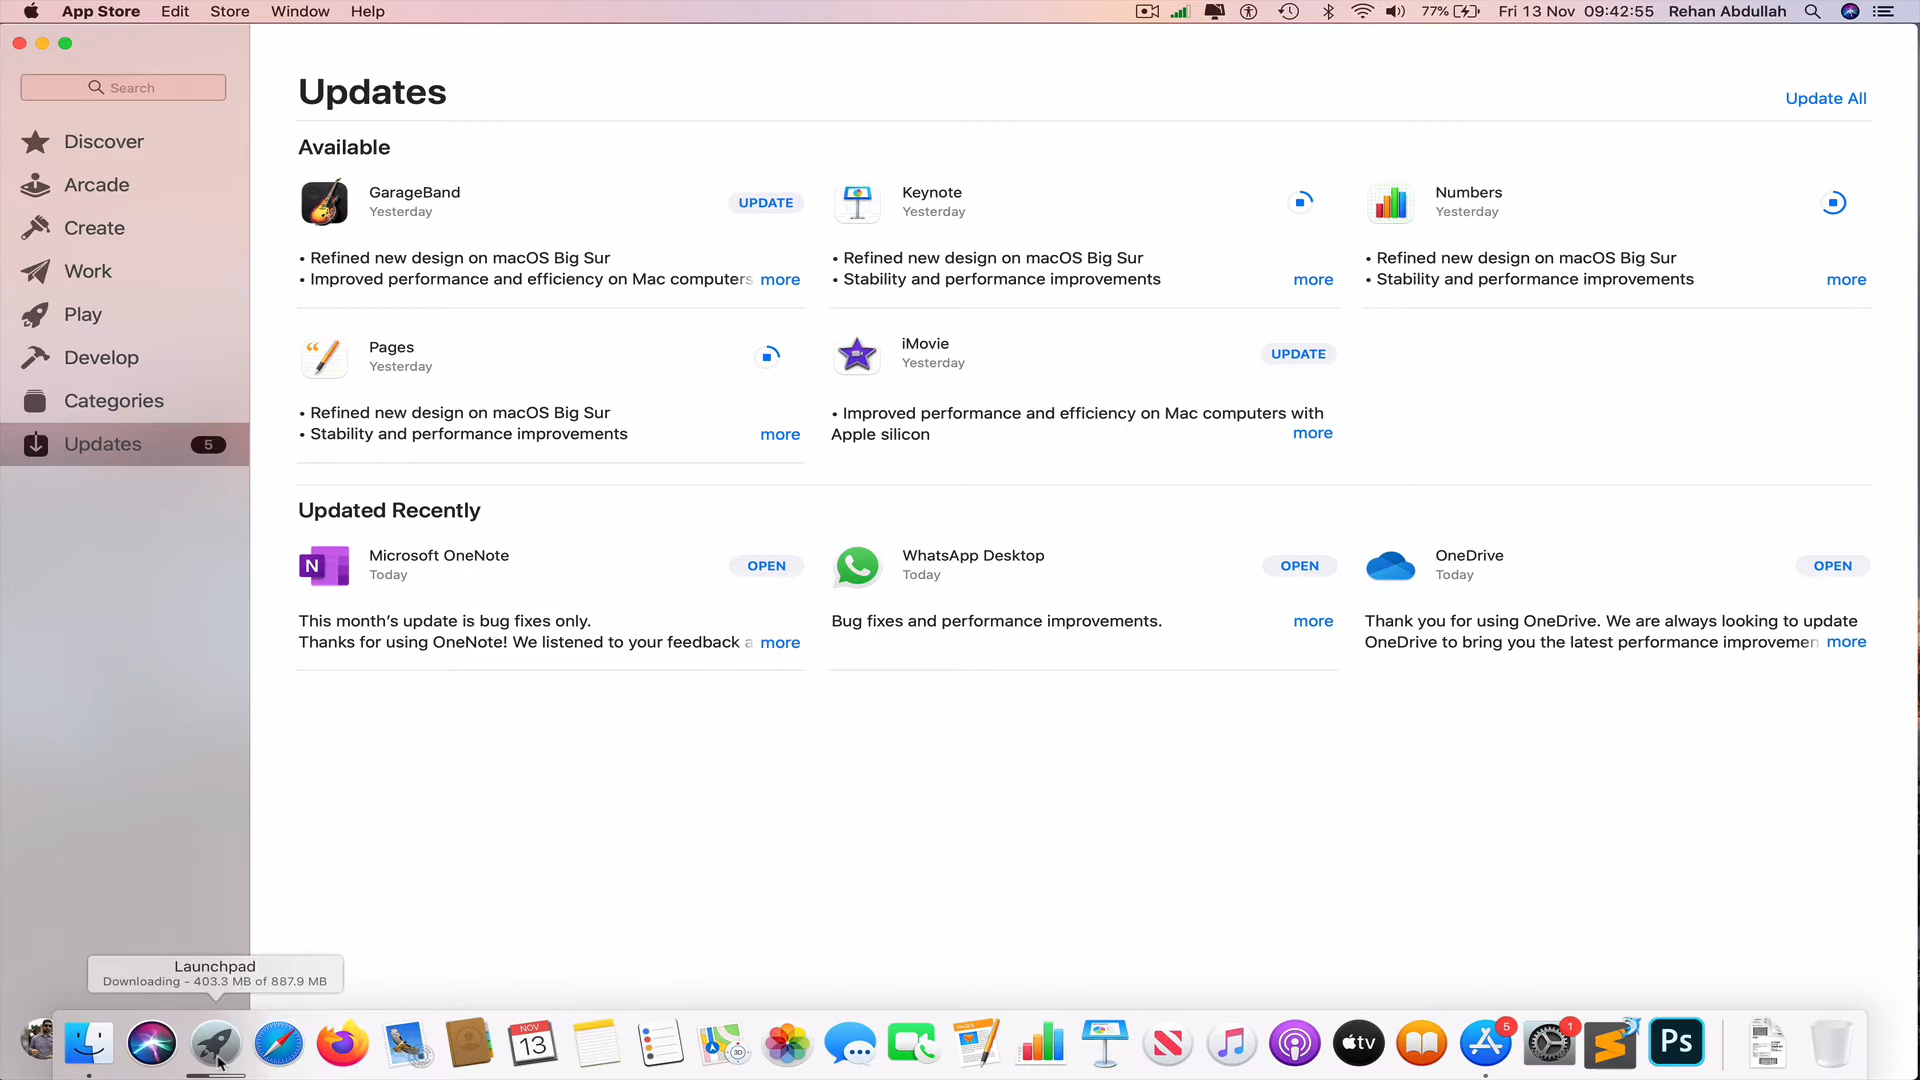 App Store Edit Store Window Help
77% Fri 13 Nov 09:42:55 Rehan Abdullah
Search
Discover
Arcade
Create
Work
Play
Develop
Categories
Updates 5
Updates
Update All
Available
GarageBand
Yesterday
UPDATE
• Refined new design on macOS Big Sur
• Improved performance and efficiency on Mac computers more
Keynote
Yesterday
• Refined new design on macOS Big Sur
• Stability and performance improvements more
Numbers
Yesterday
• Refined new design on macOS Big Sur
• Stability and performance improvements more
Pages
Yesterday
• Refined new design on macOS Big Sur
• Stability and performance improvements more
iMovie
Yesterday
UPDATE
• Improved performance and efficiency on Mac computers with
Apple silicon more
Updated Recently
Microsoft OneNote
Today
OPEN
This month's update is bug fixes only.
Thanks for using OneNote! We listened to your feedback a more
WhatsApp Desktop
Today
OPEN
Bug fixes and performance improvements. more
OneDrive
Today
OPEN
Thank you for using OneDrive. We are always looking to update
OneDrive to bring you the latest performance improvemen more
Launchpad
Downloading - 403.3 MB of 887.9 MB
NOV
13
3D
PAGES
tv
5
1
Ps
N